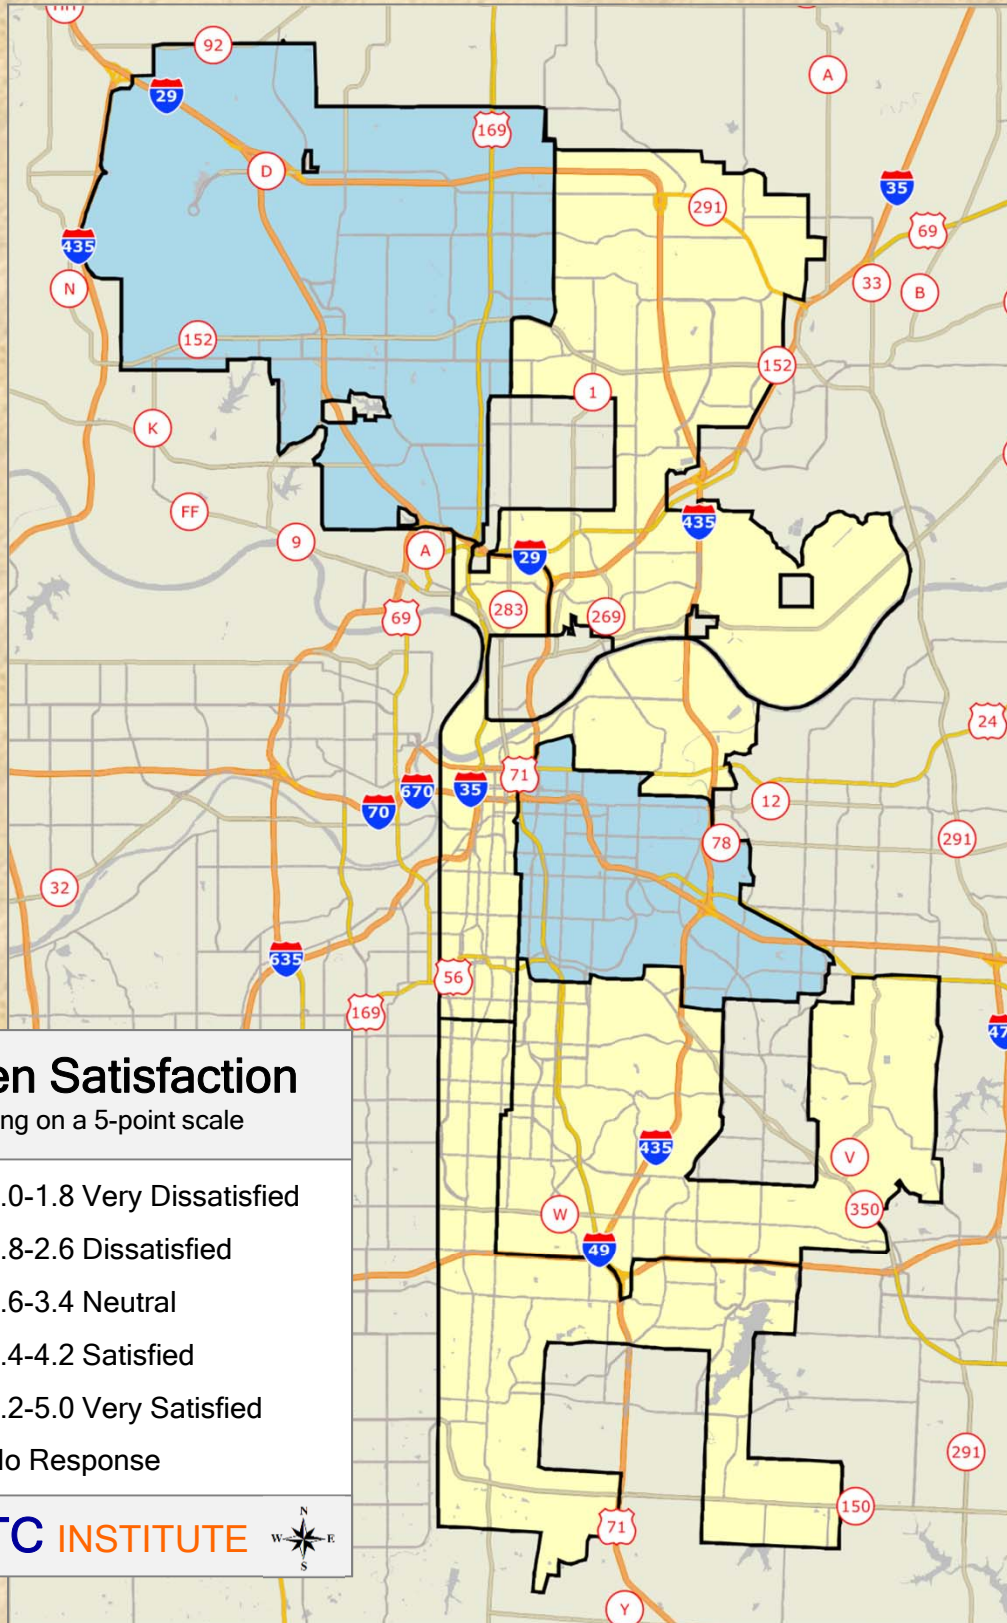 HH
92
A
29
169
D
35
291
69
435
N
33
B
152
152
1
K
FF
435
9
A
29
283
269
69
24
71
670
35
12
70
78
291
32
635
56
169
47
en Satisfaction
ng on a 5-point scale
435
V
.0-1.8 Very Dissatisfied
350
W
.8-2.6 Dissatisfied
49
.6-3.4 Neutral
.4-4.2 Satisfied
.2-5.0 Very Satisfied
lo Response
291
150
TC INSTITUTE
N
W E
S
71
Y